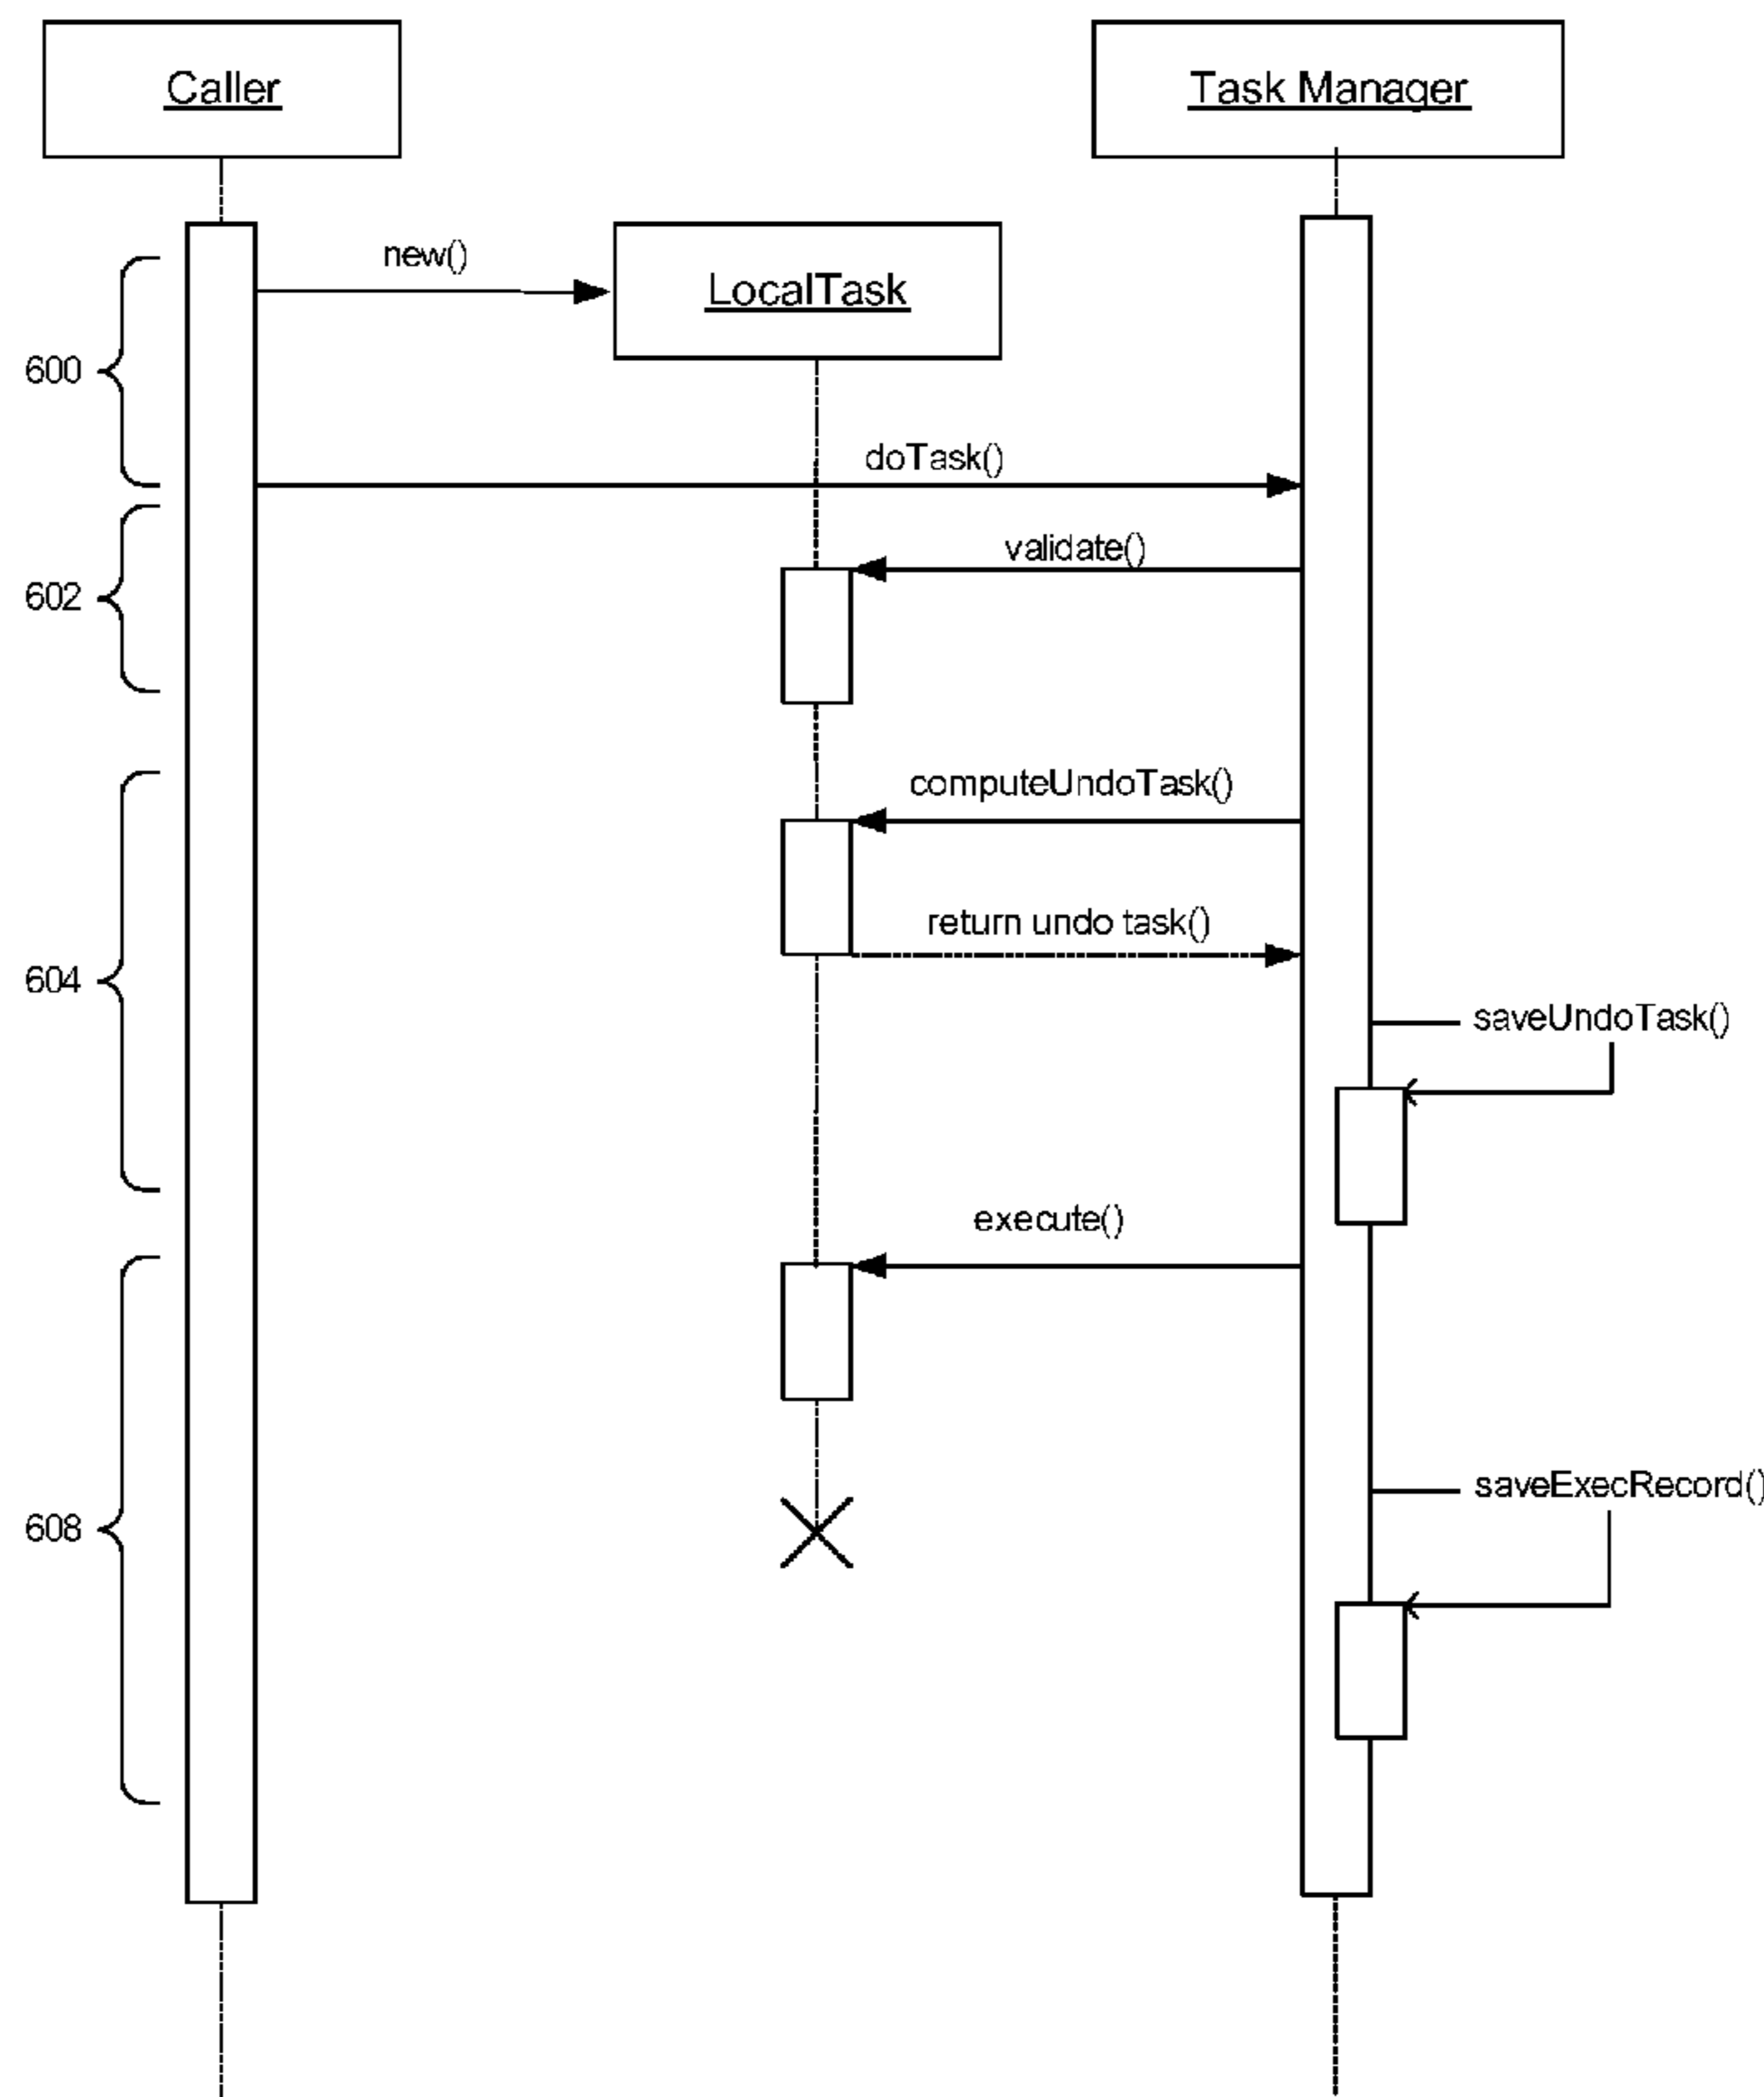 Caller
Task Manager
new()
LocalTask
600
doTask()
validate()
602
computeUndoTask()
return undo task()
604
saveUndoTask()
execute()
saveExecRecord()
608